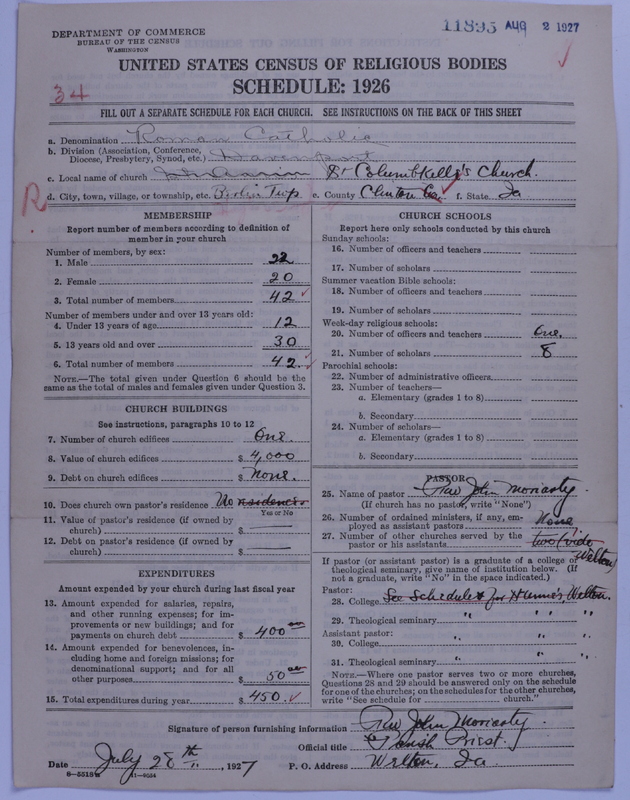 11895 AUG 2 1927
DEPARTMENT OF COMMERCE
BUREAU OF THE CENSUS
WASHINGTON
UNITED STATES CENSUS OF RELIGIOUS BODIES
SCHEDULE: 1926
34
FILL OUT A SEPARATE SCHEDULE FOR EACH CHURCH. SEE INSTRUCTIONS ON THE BACK OF THIS SHEET
a. Denomination Roman Catholic
b. Division (Association, Conference, Diocese, Presbytery, Synod, etc.) Davenport
c. Local name of church St Columbkelly's Church.
R d. City, town, village, or township, etc. Berlin Twp e. County Clinton Co. f. State Ia
MEMBERSHIP
Report number of members according to definition of
member in your church
Number of members, by sex:
1. Male 22
2. Female 20
3. Total number of members 42
Number of members under and over 13 years old:
4. Under 13 years of age 12
5. 13 years old and over 30
6. Total number of members 42
NOTE.—The total given under Question 6 should be the
same as the total of males and females given under Question 3.
CHURCH BUILDINGS
See instructions, paragraphs 10 to 12
7. Number of church edifices One.
8. Value of church edifices $ 4,000
9. Debt on church edifices $ None.
10. Does church own pastor's residence No residence
Yes or No
11. Value of pastor's residence (if owned by
church) $
12. Debt on pastor's residence (if owned by
church) $
EXPENDITURES
Amount expended by your church during last fiscal year
13. Amount expended for salaries, repairs,
and other running expenses; for im-
provements or new buildings; and for
payments on church debt $ 400
14. Amount expended for benevolences, in-
cluding home and foreign missions; for
denominational support; and for all
other purposes $ 50
15. Total expenditures during year $ 450
CHURCH SCHOOLS
Report here only schools conducted by this church
Sunday schools:
16. Number of officers and teachers
17. Number of scholars
Summer vacation Bible schools:
18. Number of officers and teachers
19. Number of scholars
Week-day religious schools:
20. Number of officers and teachers One.
21. Number of scholars 8
Parochial schools:
22. Number of administrative officers
23. Number of teachers—
a. Elementary (grades 1 to 8)
b. Secondary
24. Number of scholars—
a. Elementary (grades 1 to 8)
b. Secondary
PASTOR
25. Name of pastor Rev John Moriarty
(If church has no pastor, write "None")
26. Number of ordained ministers, if any, em-
ployed as assistant pastors None
27. Number of other churches served by the
pastor or his assistants two (vide
Welton)
If pastor (or assistant pastor) is a graduate of a college or
theological seminary, give name of institution below. (If
not a graduate, write "No" in the space indicated.)
Pastor:
28. College See Schedule for Welton.
29. Theological seminary " " "
Assistant pastor:
30. College " " "
31. Theological seminary " " "
NOTE.—Where one pastor serves two or more churches,
Questions 28 and 29 should be answered only on the schedule
for one of the churches; on the schedules for the other churches,
write "See schedule for church."
Signature of person furnishing information Rev John Moriarty
Official title Parish Priest.
Date July 28th, 1927 P. O. Address Welton, Ia.
8—5518 11—9034